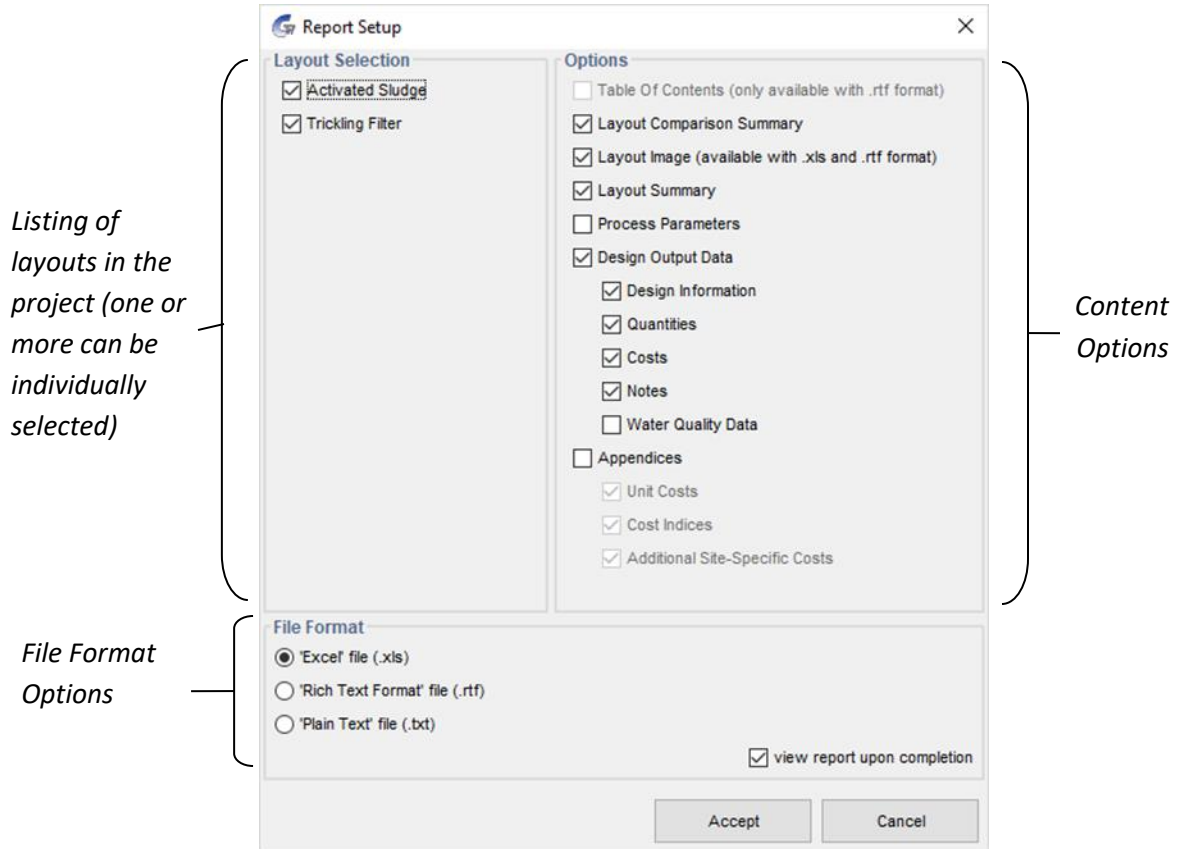 Report Setup
Layout Selection
Activated Sludge
Trickling Filter
Options
Table Of Contents (only available with .rtf format)
Layout Comparison Summary
Layout Image (available with .xls and .rtf format)
Layout Summary
Process Parameters
Design Output Data
Design Information
Quantities
Costs
Notes
Water Quality Data
Appendices
Unit Costs
Cost Indices
Additional Site-Specific Costs
File Format
'Excel' file (.xls)
'Rich Text Format' file (.rtf)
'Plain Text' file (.txt)
view report upon completion
Accept
Cancel
Listing of
layouts in the
project (one or
more can be
individually
selected)
File Format
Options
Content
Options